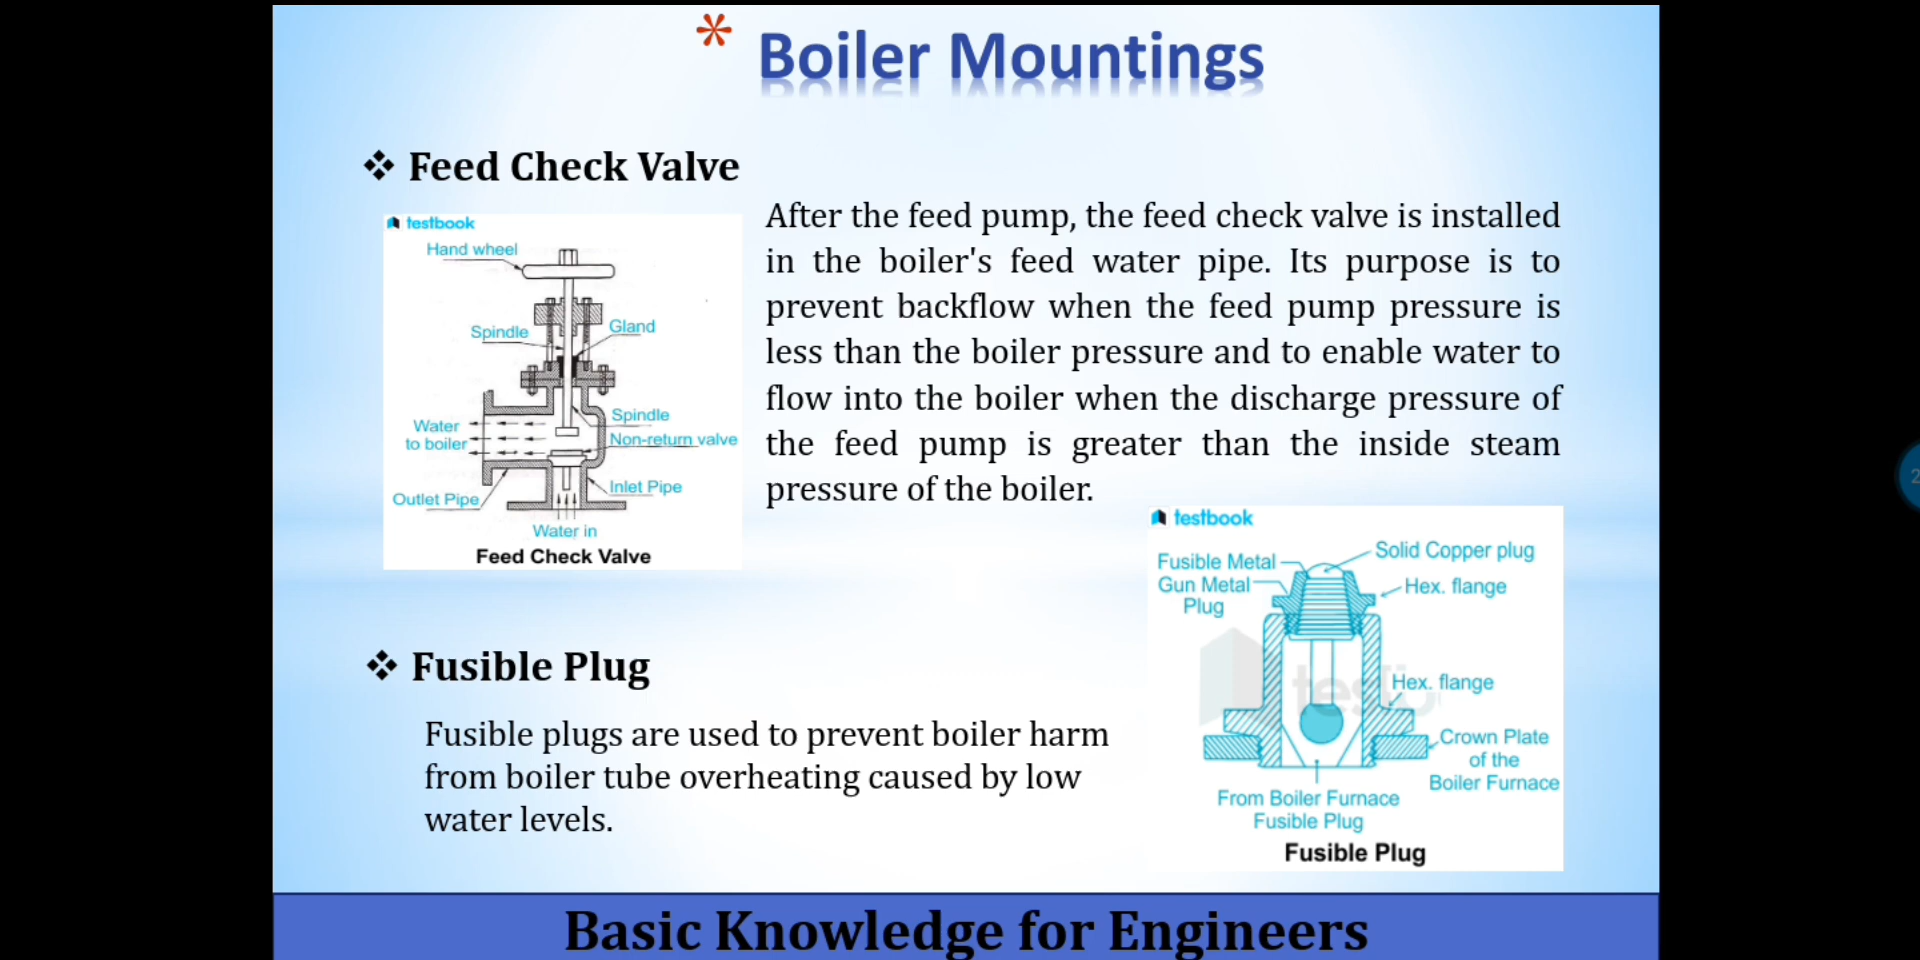 * Boiler Mountings
❖ Feed Check Valve
testbook
Hand wheel
Spindle
Gland
Spindle
Water
to boiler
Non-return valve
Outlet Pipe
Inlet Pipe
Water in
Feed Check Valve
After the feed pump, the feed check valve is installed
in the boiler's feed water pipe. Its purpose is to
prevent backflow when the feed pump pressure is
less than the boiler pressure and to enable water to
flow into the boiler when the discharge pressure of
the feed pump is greater than the inside steam
pressure of the boiler.
❖ Fusible Plug
Fusible plugs are used to prevent boiler harm
from boiler tube overheating caused by low
water levels.
testbook
Fusible Metal
Solid Copper plug
Gun Metal
Plug
Hex. flange
Hex. flange
Crown Plate
of the
Boiler Furnace
From Boiler Furnace
Fusible Plug
Fusible Plug
Basic Knowledge for Engineers